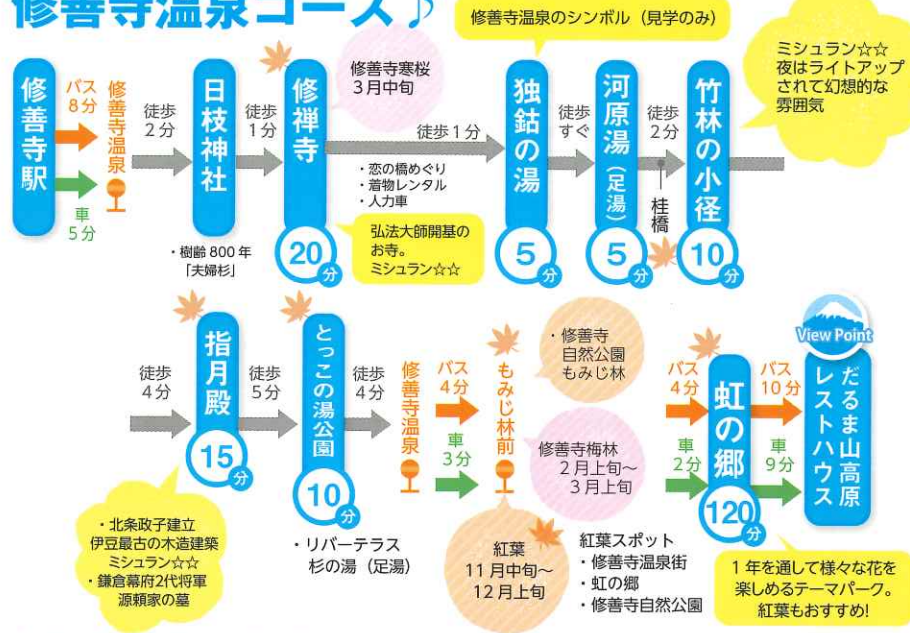 修善寺温泉コース♪
修善寺温泉のシンボル（見学のみ）
修善寺駅
バス
8分
車
5分
修善寺温泉
徒歩
2分
日枝神社
・樹齢800年
「夫婦杉」
徒歩
1分
修禅寺
20分
修善寺寒桜
3月中旬
弘法大師開基の
お寺。
ミシュラン☆☆
徒歩1分
・恋の橋めぐり
・着物レンタル
・人力車
独鈷の湯
5分
徒歩
すぐ
河原湯（足湯）
5分
徒歩
2分
桂橋
竹林の小径
10分
ミシュラン☆☆
夜はライトアップ
されて幻想的な
雰囲気
徒歩
4分
指月殿
15分
・北条政子建立
伊豆最古の木造建築
ミシュラン☆☆
・鎌倉幕府2代将軍
源頼家の墓
徒歩
5分
とっこの湯公園
10分
・リバーテラス
杉の湯（足湯）
徒歩
4分
修善寺温泉
バス
4分
車
3分
もみじ林前
・修善寺
自然公園
もみじ林
修善寺梅林
2月上旬～
3月上旬
紅葉
11月中旬～
12月上旬
紅葉スポット
・修善寺温泉街
・虹の郷
・修善寺自然公園
バス
4分
車
2分
虹の郷
120分
1年を通して様々な花を
楽しめるテーマパーク。
紅葉もおすすめ!
バス
10分
車
9分
View Point
だるま山高原
レストハウス